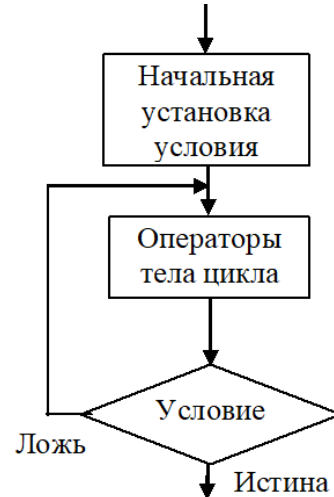 Начальная
установка
условия
Операторы
тела цикла
Условие
Ложь
Истина